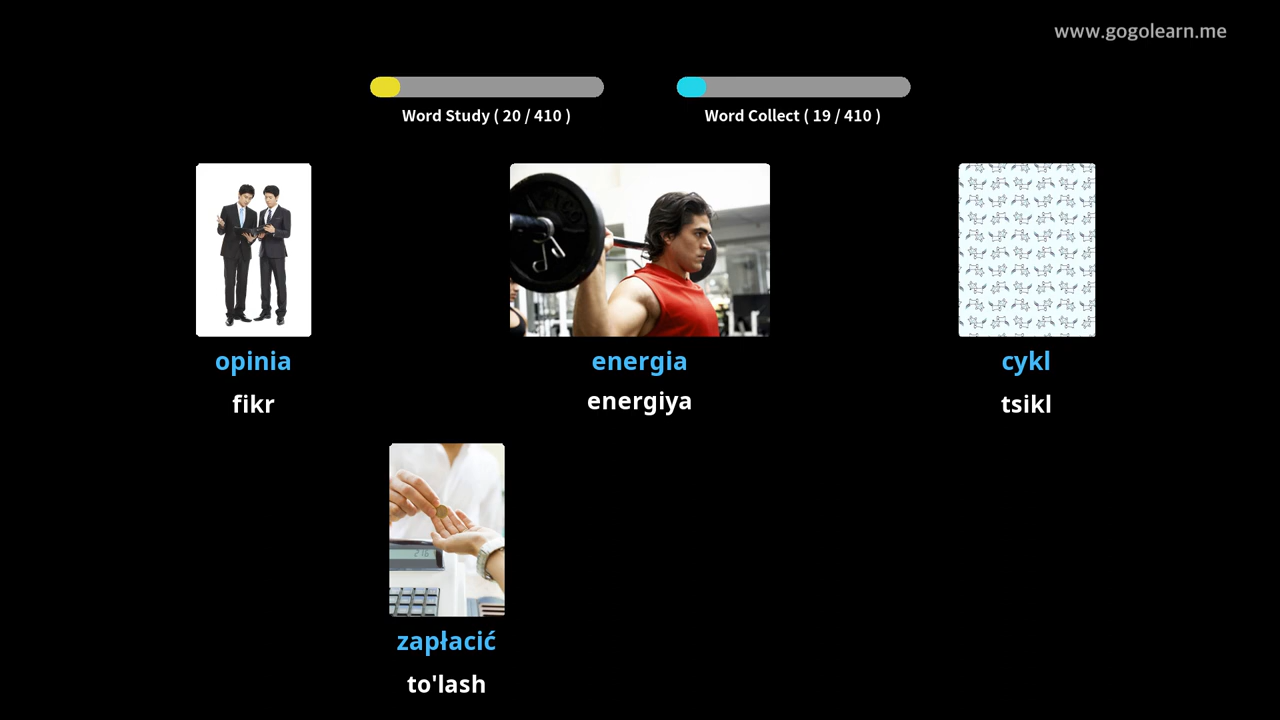 www.gogolearn.me
Word Study ( 20 / 410 )
Word Collect ( 19 / 410 )
opinia
energia
cykl
fikr
energiya
tsikl
zapłacić
to'lash